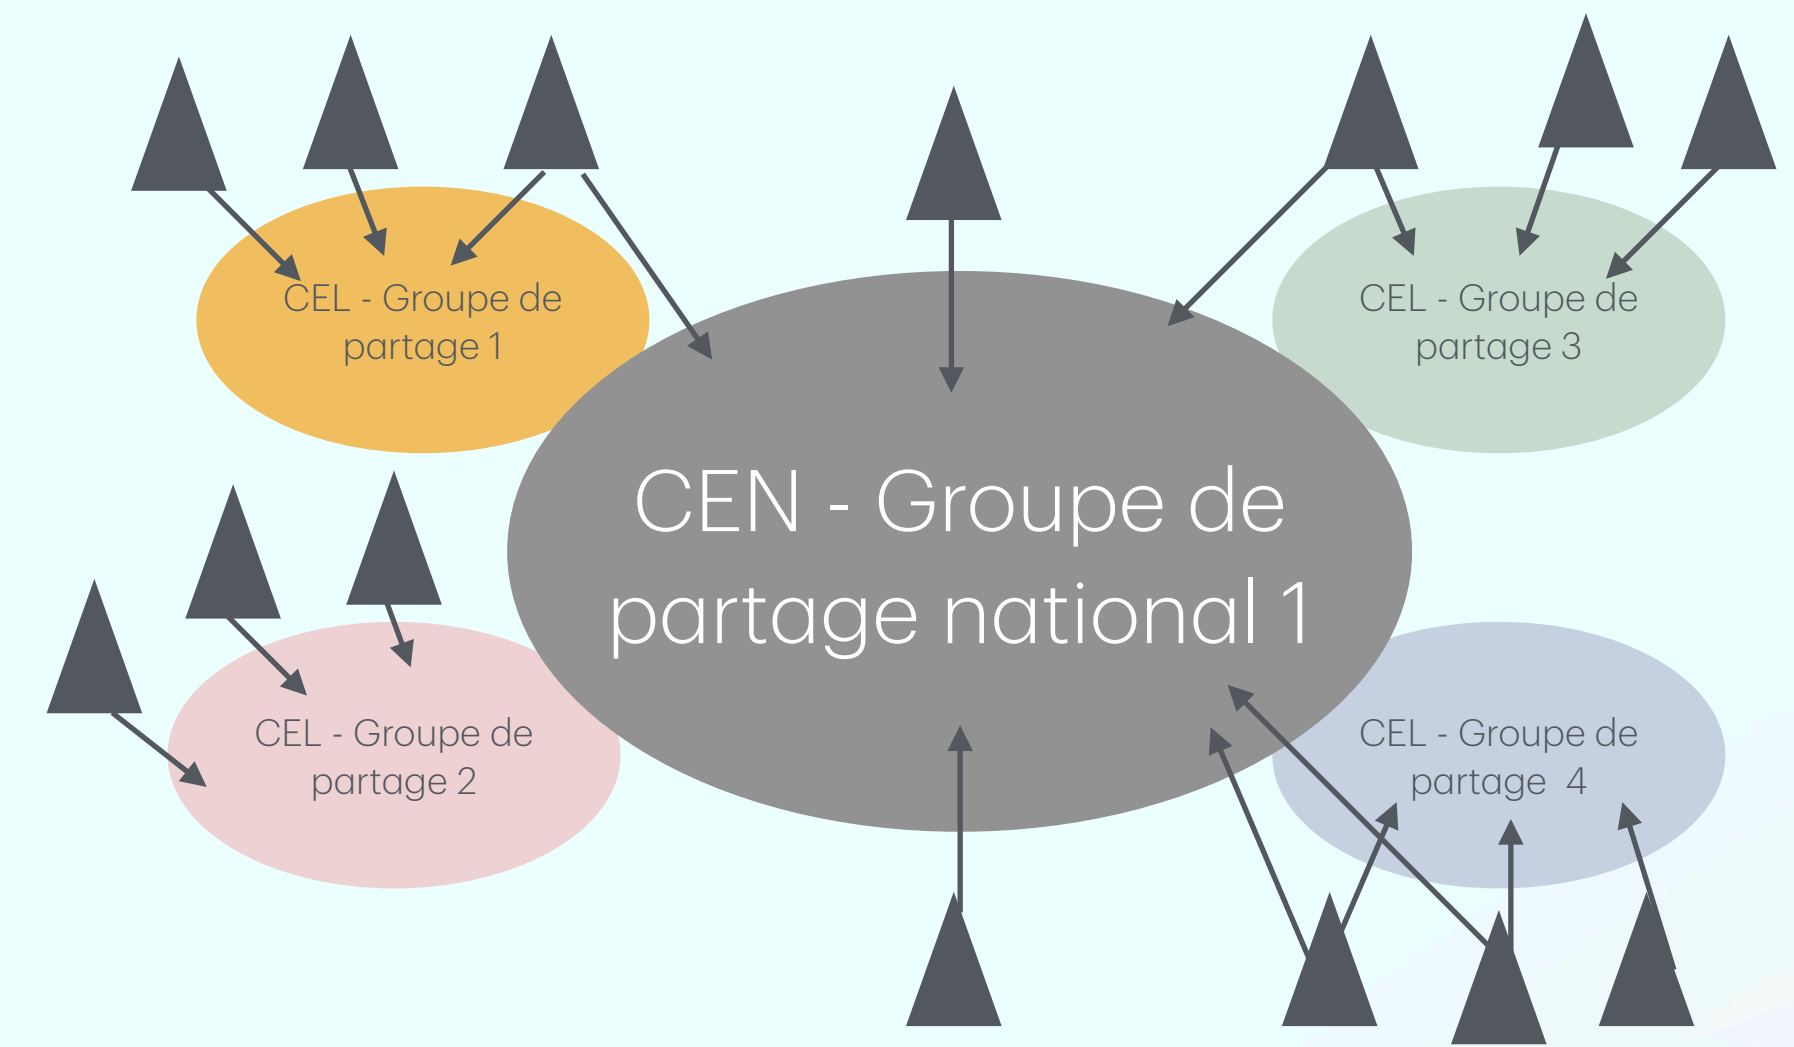 CEL - Groupe de
partage 1
CEL - Groupe de
partage 3
CEN - Groupe de
partage national 1
CEL - Groupe de
partage 2
CEL - Groupe de
partage  4